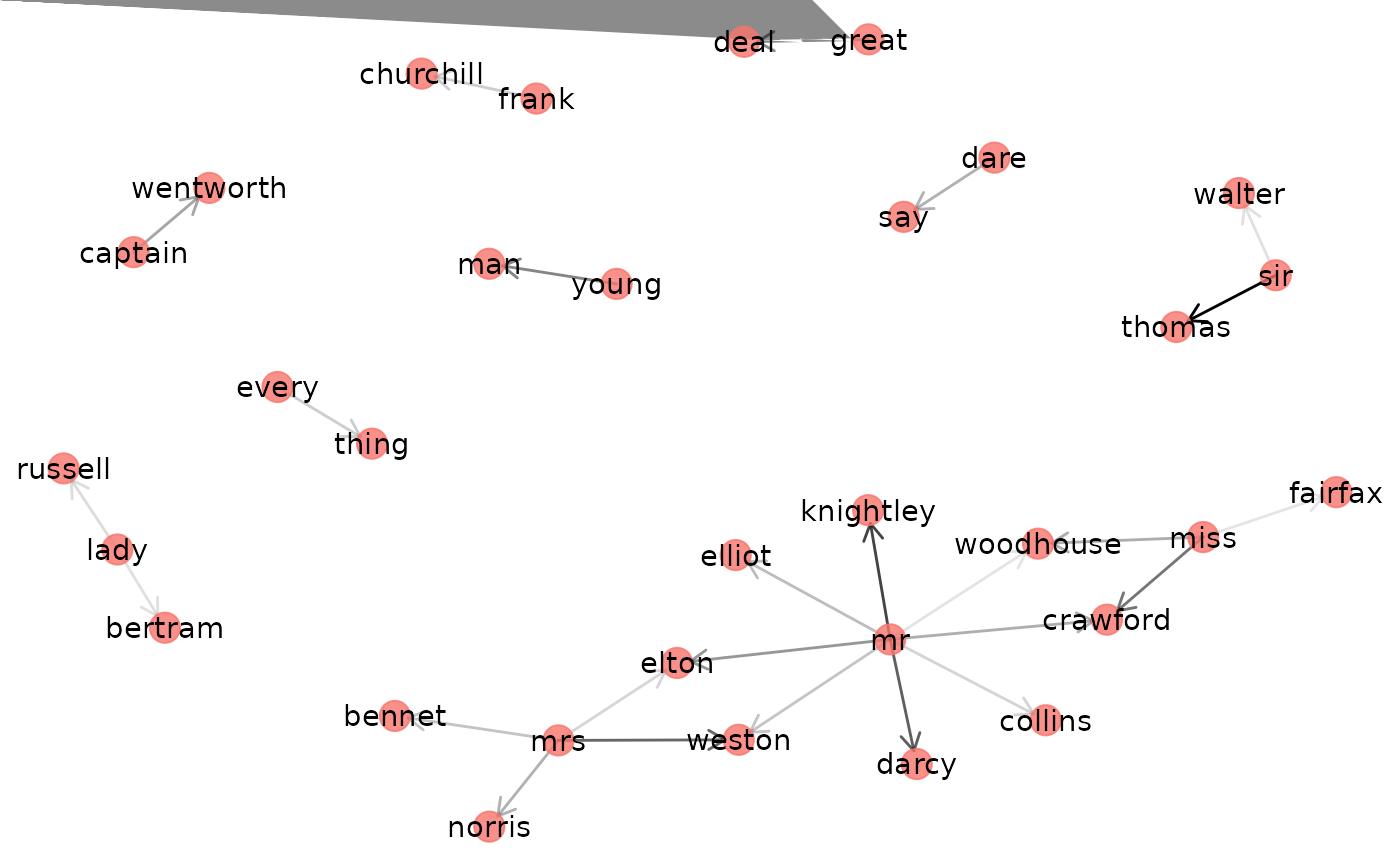 deal
great
churchill
frank
dare
wentworth
walter
say
captain
man
sir
young
thomas
every
thing
russell
fairfax
knightley
miss
woodhouse
lady
elliot
crawford
bertram
mr
elton
bennet
collins
mrs
weston
darcy
norris